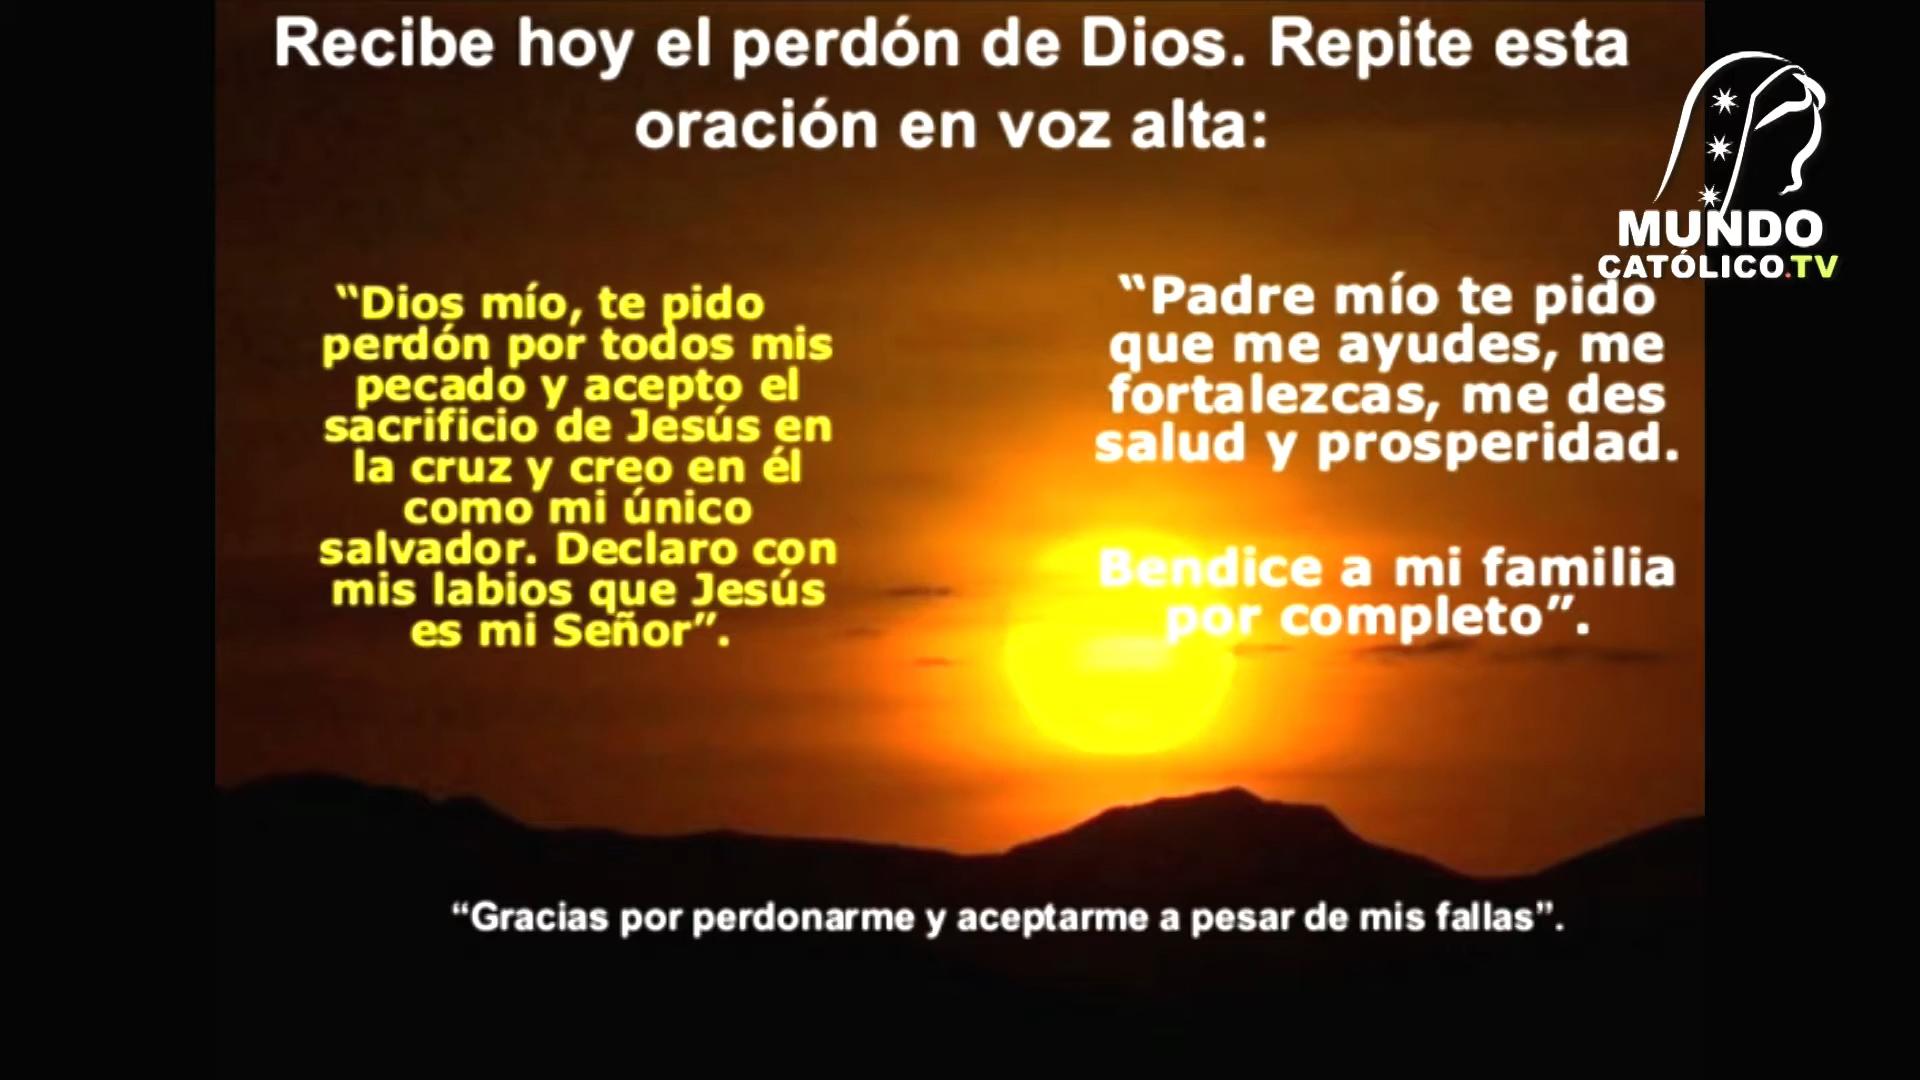 Recibe hoy el perdón de Dios. Repite esta
oración en voz alta:
MUNDO
CATÓLICO.TV
“Dios mío, te pido
perdón por todos mis
pecado y acepto el
sacrificio de Jesús en
la cruz y creo en él
como mi único
salvador. Declaro con
mis labios que Jesús
es mi Señor”.
“Padre mío te pido
que me ayudes, me
fortalezcas, me des
salud y prosperidad.
Bendice a mi familia
por completo”.
“Gracias por perdonarme y aceptarme a pesar de mis fallas”.